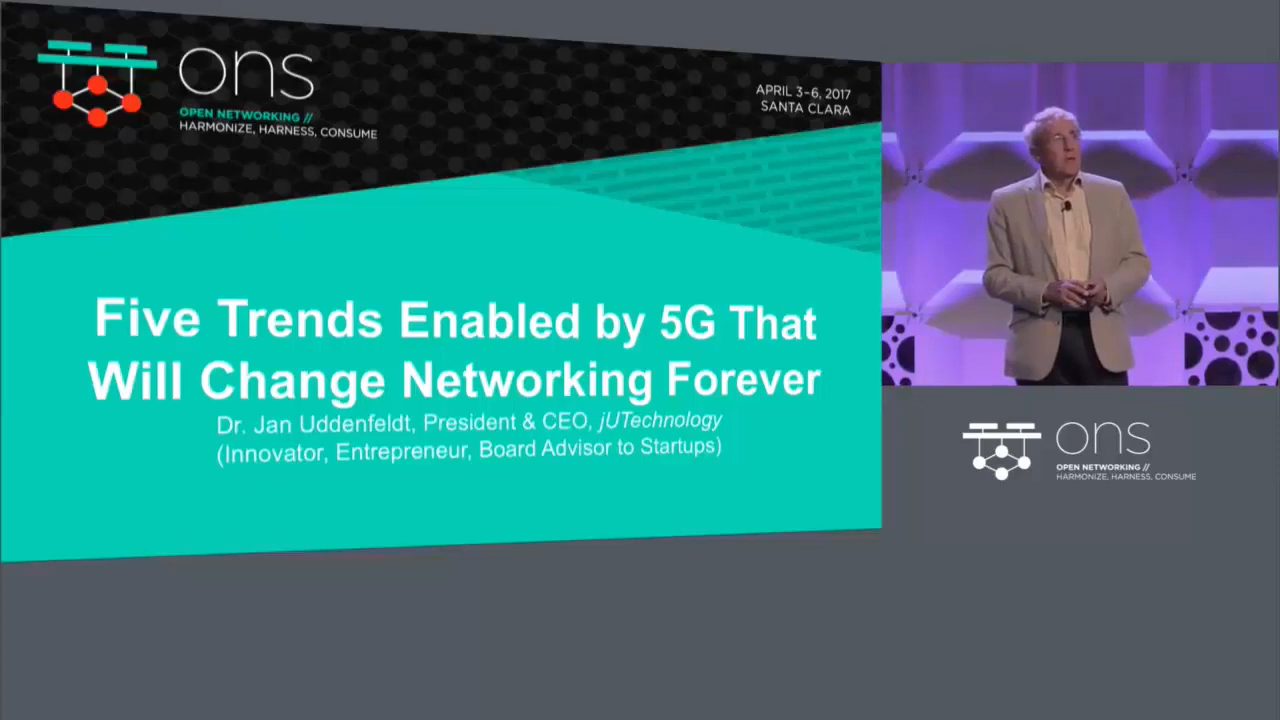 ons
OPEN NETWORKING //
HARMONIZE, HARNESS, CONSUME
APRIL 3–6, 2017
SANTA CLARA
Five Trends Enabled by 5G That
Will Change Networking Forever
Dr. Jan Uddenfeldt, President & CEO, jUTechnology
(Innovator, Entrepreneur, Board Advisor to Startups)
ons
OPEN NETWORKING //
HARMONIZE, HARNESS, CONSUME